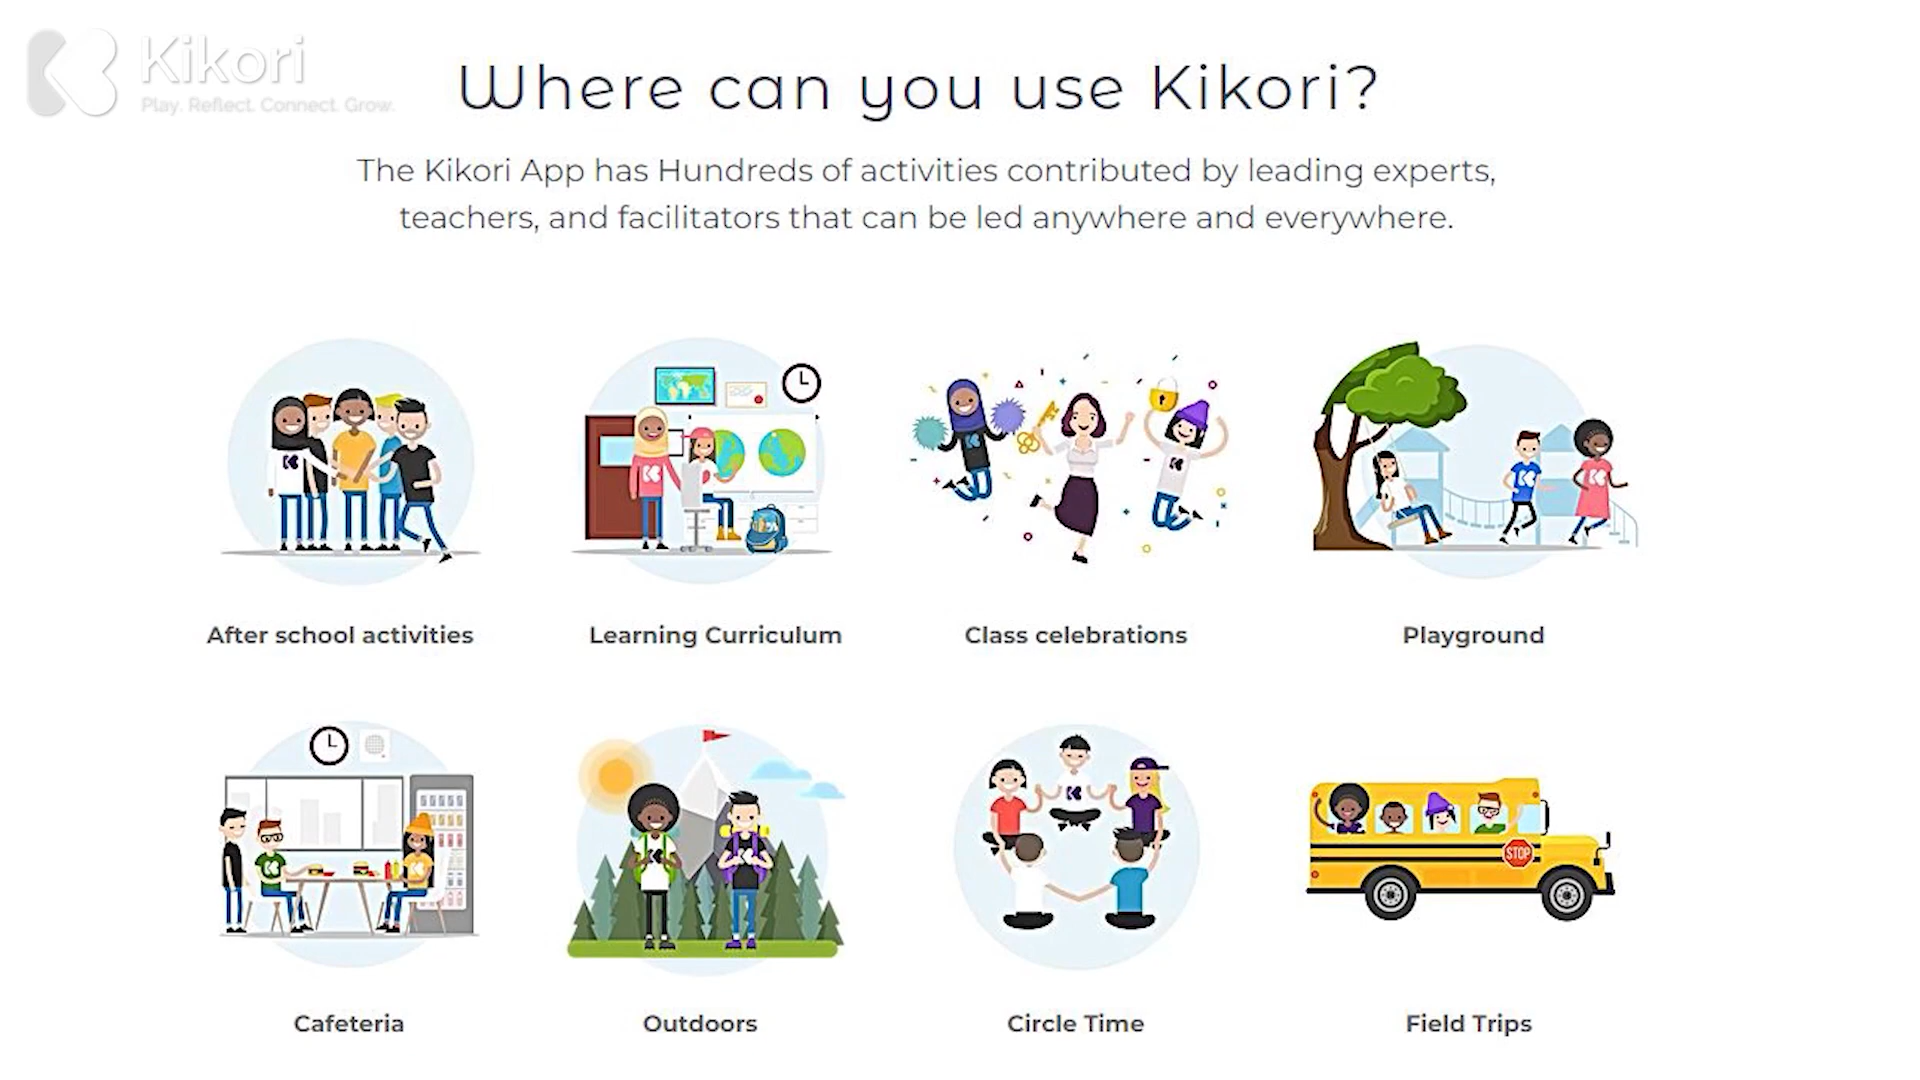 Kikori
Play. Reflect. Connect. Grow.
Where can you use Kikori?
The Kikori App has Hundreds of activities contributed by leading experts,
teachers, and facilitators that can be led anywhere and everywhere.
After school activities
Learning Curriculum
Class celebrations
Playground
STOP
Cafeteria
Outdoors
Circle Time
Field Trips